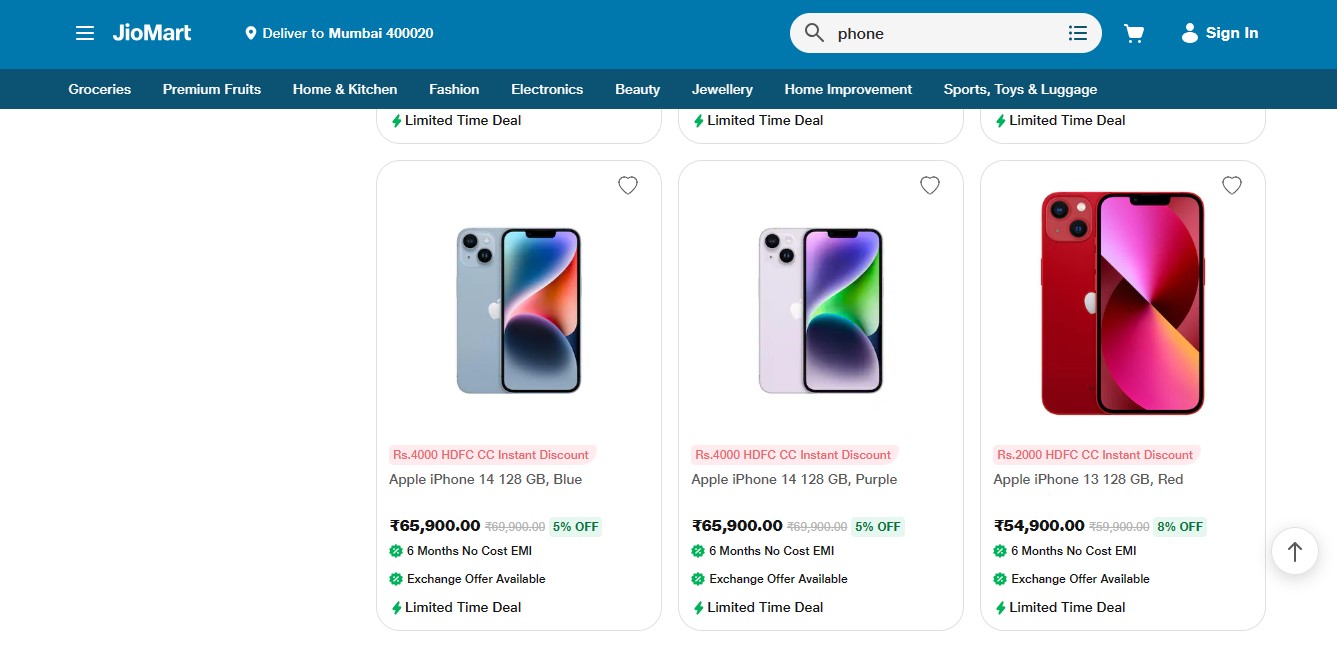 JioMart
Deliver to Mumbai 400020
phone
Sign In
Groceries
Premium Fruits
Home & Kitchen
Fashion
Electronics
Beauty
Jewellery
Home Improvement
Sports, Toys & Luggage
Limited Time Deal
Limited Time Deal
Limited Time Deal
Rs.4000 HDFC CC Instant Discount
Apple iPhone 14 128 GB, Blue
₹65,900.00 ₹69,900.00 5% OFF
6 Months No Cost EMI
Exchange Offer Available
Limited Time Deal
Rs.4000 HDFC CC Instant Discount
Apple iPhone 14 128 GB, Purple
₹65,900.00 ₹69,900.00 5% OFF
6 Months No Cost EMI
Exchange Offer Available
Limited Time Deal
Rs.2000 HDFC CC Instant Discount
Apple iPhone 13 128 GB, Red
₹54,900.00 ₹59,900.00 8% OFF
6 Months No Cost EMI
Exchange Offer Available
Limited Time Deal